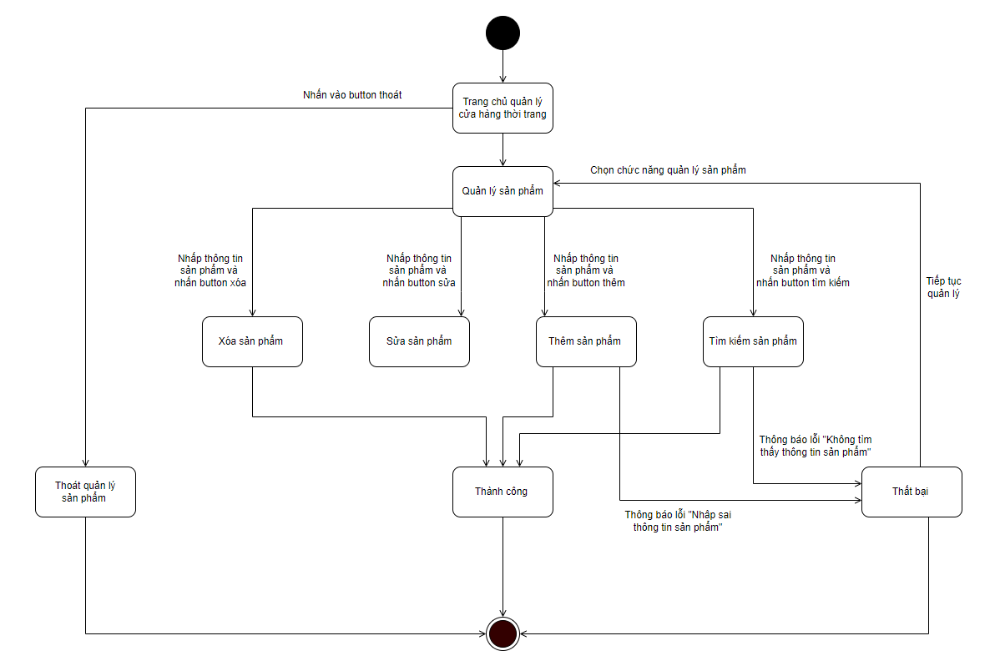 Nhấn vào button thoát
Trang chủ quản lý
cửa hàng thời trang
Chọn chức năng quản lý sản phẩm
Quản lý sản phẩm
Nhấp thông tin
sản phẩm và
nhấn button xóa
Nhấp thông tin
sản phẩm và
nhấn button sửa
Nhấp thông tin
sản phẩm và
nhấn button thêm
Nhấp thông tin
sản phẩm và
nhấn button tìm kiếm
Tiếp tục
quản lý
Xóa sản phẩm
Sửa sản phẩm
Thêm sản phẩm
Tìm kiếm sản phẩm
Thông báo lỗi "Không tìm
thấy thông tin sản phẩm"
Thoát quản lý
sản phẩm
Thành công
Thất bại
Thông báo lỗi "Nhâp sai
thông tin sản phẩm"